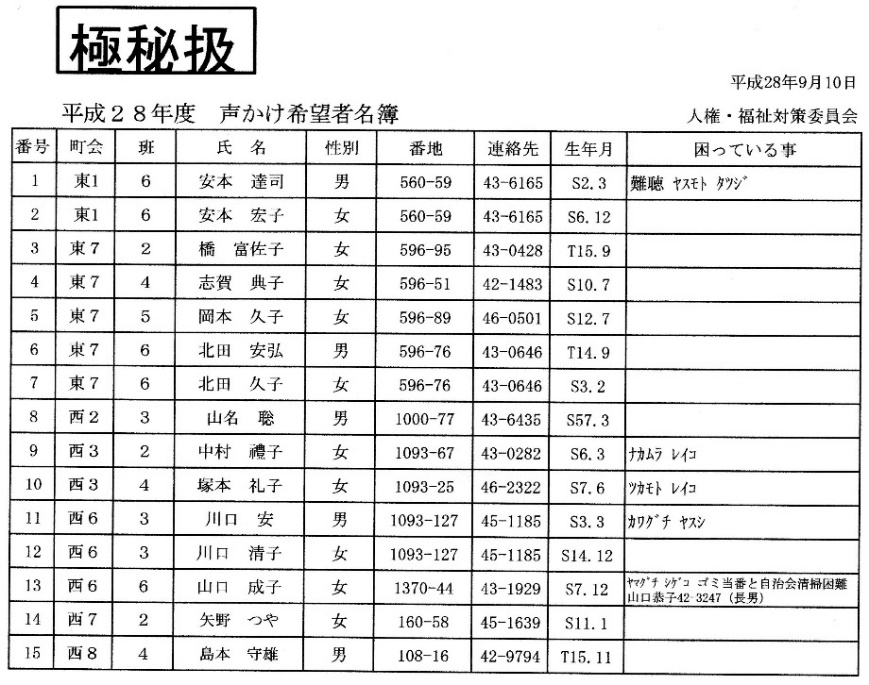 極秘扱
平成28年9月10日
平成２８年度　声かけ希望者名簿　人権・福祉対策委員会
番号 町会 班 氏　名 性別 番地 連絡先 生年月 困っている事
1 東1 6 安本　達司 男 560-59 43-6165 S2.3 難聴 ﾔｽﾓﾄ ﾀﾂｼﾞ
2 東1 6 安本　宏子 女 560-59 43-6165 S6.12
3 東７ 2 橋　富佐子 女 596-95 43-0428 T15.9
4 東７ 4 志賀　典子 女 596-51 42-1483 S10.7
5 東７ 5 岡本　久子 女 596-89 46-0501 S12.7
6 東７ 6 北田　安弘 男 596-76 43-0646 T14.9
7 東７ 6 北田　久子 女 596-76 43-0646 S3.2
8 西２ 3 山名　聡 男 1000-77 43-6435 S57.3
9 西３ 2 中村　禮子 女 1093-67 43-0282 S6.3 ﾅｶﾑﾗ ﾚｲｺ
10 西３ 4 塚本　礼子 女 1093-25 46-2322 S7.6 ﾂｶﾓﾄ ﾚｲｺ
11 西６ 3 川口　安 男 1093-127 45-1185 S3.3 ｶﾜｸﾞﾁ ﾔｽｼ
12 西６ 3 川口　清子 女 1093-127 45-1185 S14.12
13 西６ 6 山口　成子 女 1370-44 43-1929 S7.12 ﾔﾏｸﾞﾁ ｼｹﾞｺ ゴミ当番と自治会清掃困難
山口恭子42-3247（長男）
14 西７ 2 矢野　つや 女 160-58 45-1639 S11.1
15 西８ 4 島本　守雄 男 108-16 42-9794 T15.11